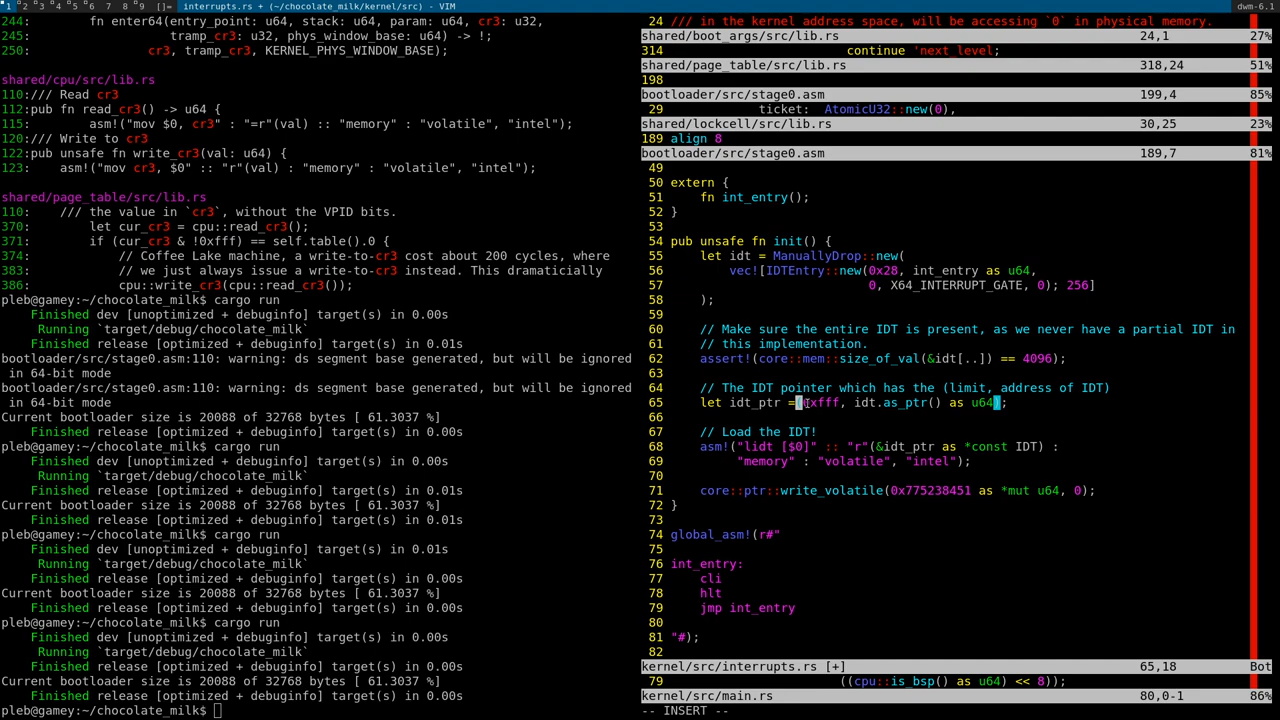 1 2 3 4 5 6 7 8 9 []= interrupts.rs + (~/chocolate_milk/kernel/src) - VIM dwm-6.1
244: fn enter64(entry_point: u64, stack: u64, param: u64, cr3: u32,
245: tramp_cr3: u32, phys_window_base: u64) -> !;
250: cr3, tramp_cr3, KERNEL_PHYS_WINDOW_BASE);
shared/cpu/src/lib.rs
110:/// Read cr3
112:pub fn read_cr3() -> u64 {
115: asm!("mov $0, cr3" : "=r"(val) :: "memory" : "volatile", "intel");
120:/// Write to cr3
122:pub unsafe fn write_cr3(val: u64) {
123: asm!("mov cr3, $0" :: "r"(val) : "memory" : "volatile", "intel");
shared/page_table/src/lib.rs
110: /// the value in `cr3`, without the VPID bits.
370: let cur_cr3 = cpu::read_cr3();
371: if (cur_cr3 & !0xfff) == self.table().0 {
374: // Coffee Lake machine, a write-to-cr3 cost about 200 cycles, where
383: // we just always issue a write-to-cr3 instead. This dramaticially
386: cpu::write_cr3(cpu::read_cr3());
pleb@gamey:~/chocolate_milk$ cargo run
Finished dev [unoptimized + debuginfo] target(s) in 0.00s
Running `target/debug/chocolate_milk`
Finished release [optimized + debuginfo] target(s) in 0.01s
bootloader/src/stage0.asm:110: warning: ds segment base generated, but will be ignored
in 64-bit mode
bootloader/src/stage0.asm:110: warning: ds segment base generated, but will be ignored
in 64-bit mode
Current bootloader size is 20088 of 32768 bytes [ 61.3037 %]
Finished release [optimized + debuginfo] target(s) in 0.00s
pleb@gamey:~/chocolate_milk$ cargo run
Finished dev [unoptimized + debuginfo] target(s) in 0.00s
Running `target/debug/chocolate_milk`
Finished release [optimized + debuginfo] target(s) in 0.01s
Current bootloader size is 20088 of 32768 bytes [ 61.3037 %]
Finished release [optimized + debuginfo] target(s) in 0.01s
pleb@gamey:~/chocolate_milk$ cargo run
Finished dev [unoptimized + debuginfo] target(s) in 0.01s
Running `target/debug/chocolate_milk`
Finished release [optimized + debuginfo] target(s) in 0.00s
Current bootloader size is 20088 of 32768 bytes [ 61.3037 %]
Finished release [optimized + debuginfo] target(s) in 0.00s
pleb@gamey:~/chocolate_milk$ cargo run
Finished dev [unoptimized + debuginfo] target(s) in 0.00s
Running `target/debug/chocolate_milk`
Finished release [optimized + debuginfo] target(s) in 0.00s
Current bootloader size is 20088 of 32768 bytes [ 61.3037 %]
Finished release [optimized + debuginfo] target(s) in 0.00s
pleb@gamey:~/chocolate_milk$
24 /// in the kernel address space, will be accessing `0` in physical memory.
shared/boot_args/src/lib.rs 24,1 27%
314 continue 'next_level;
shared/page_table/src/lib.rs 318,24 51%
198
bootloader/src/stage0.asm 199,4 85%
29 ticket: AtomicU32::new(0),
shared/lockcell/src/lib.rs 30,25 23%
189 align 8
bootloader/src/stage0.asm 189,7 81%
49
50 extern {
51 fn int_entry();
52 }
53
54 pub unsafe fn init() {
55 let idt = ManuallyDrop::new(
56 vec![IDTEntry::new(0x28, int_entry as u64,
57 0, X64_INTERRUPT_GATE, 0); 256]
58 );
59
60 // Make sure the entire IDT is present, as we never have a partial IDT in
61 // this implementation.
62 assert!(core::mem::size_of_val(&idt[..]) == 4096);
63
64 // The IDT pointer which has the (limit, address of IDT)
65 let idt_ptr =(0xfff, idt.as_ptr() as u64);
66
67 // Load the IDT!
68 asm!("lidt [$0]" :: "r"(&idt_ptr as *const IDT) :
69 "memory" : "volatile", "intel");
70
71 core::ptr::write_volatile(0x775238451 as *mut u64, 0);
72 }
73
74 global_asm!(r#"
75
76 int_entry:
77 cli
78 hlt
79 jmp int_entry
80
81 "#);
82
kernel/src/interrupts.rs [+] 65,18 Bot
79 ((cpu::is_bsp() as u64) << 8));
kernel/src/main.rs 80,0-1 86%
-- INSERT --